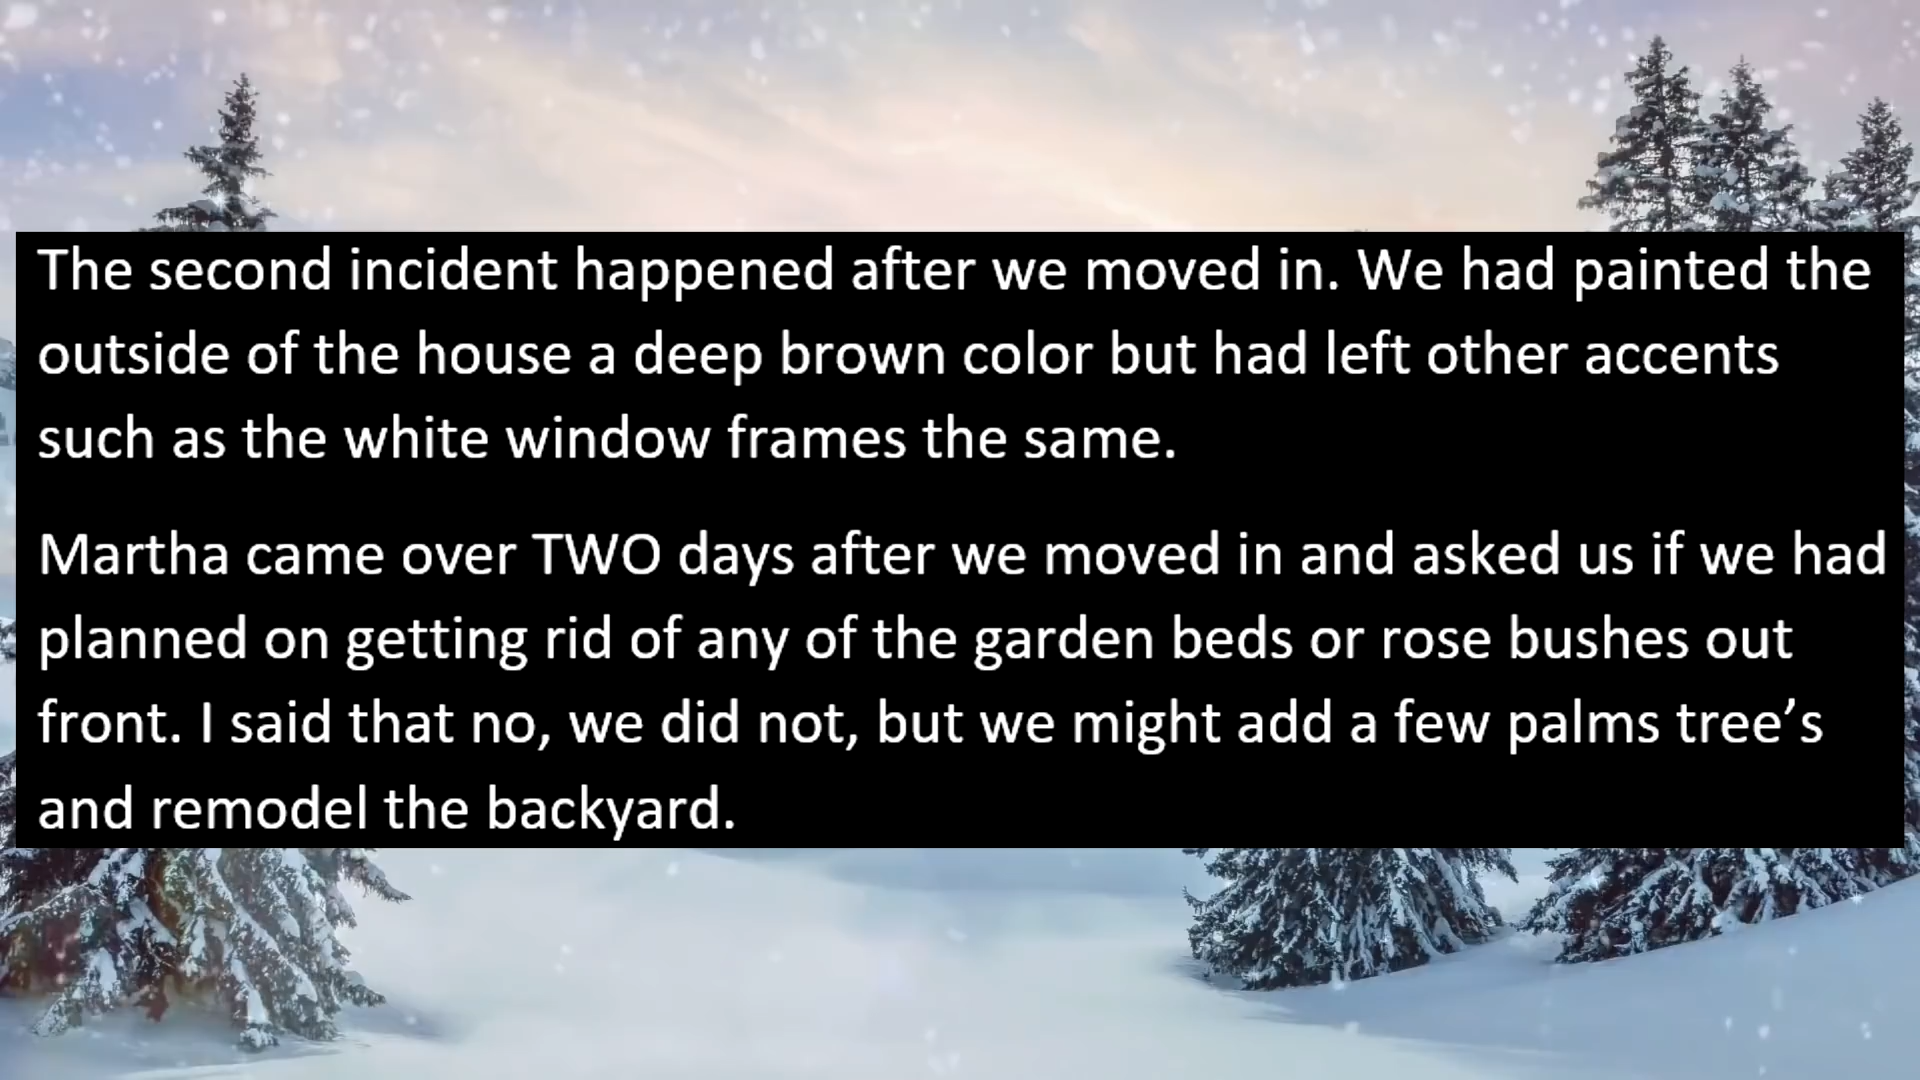 The second incident happened after we moved in. We had painted the
outside of the house a deep brown color but had left other accents
such as the white window frames the same.
Martha came over TWO days after we moved in and asked us if we had
planned on getting rid of any of the garden beds or rose bushes out
front. I said that no, we did not, but we might add a few palms tree’s
and remodel the backyard.